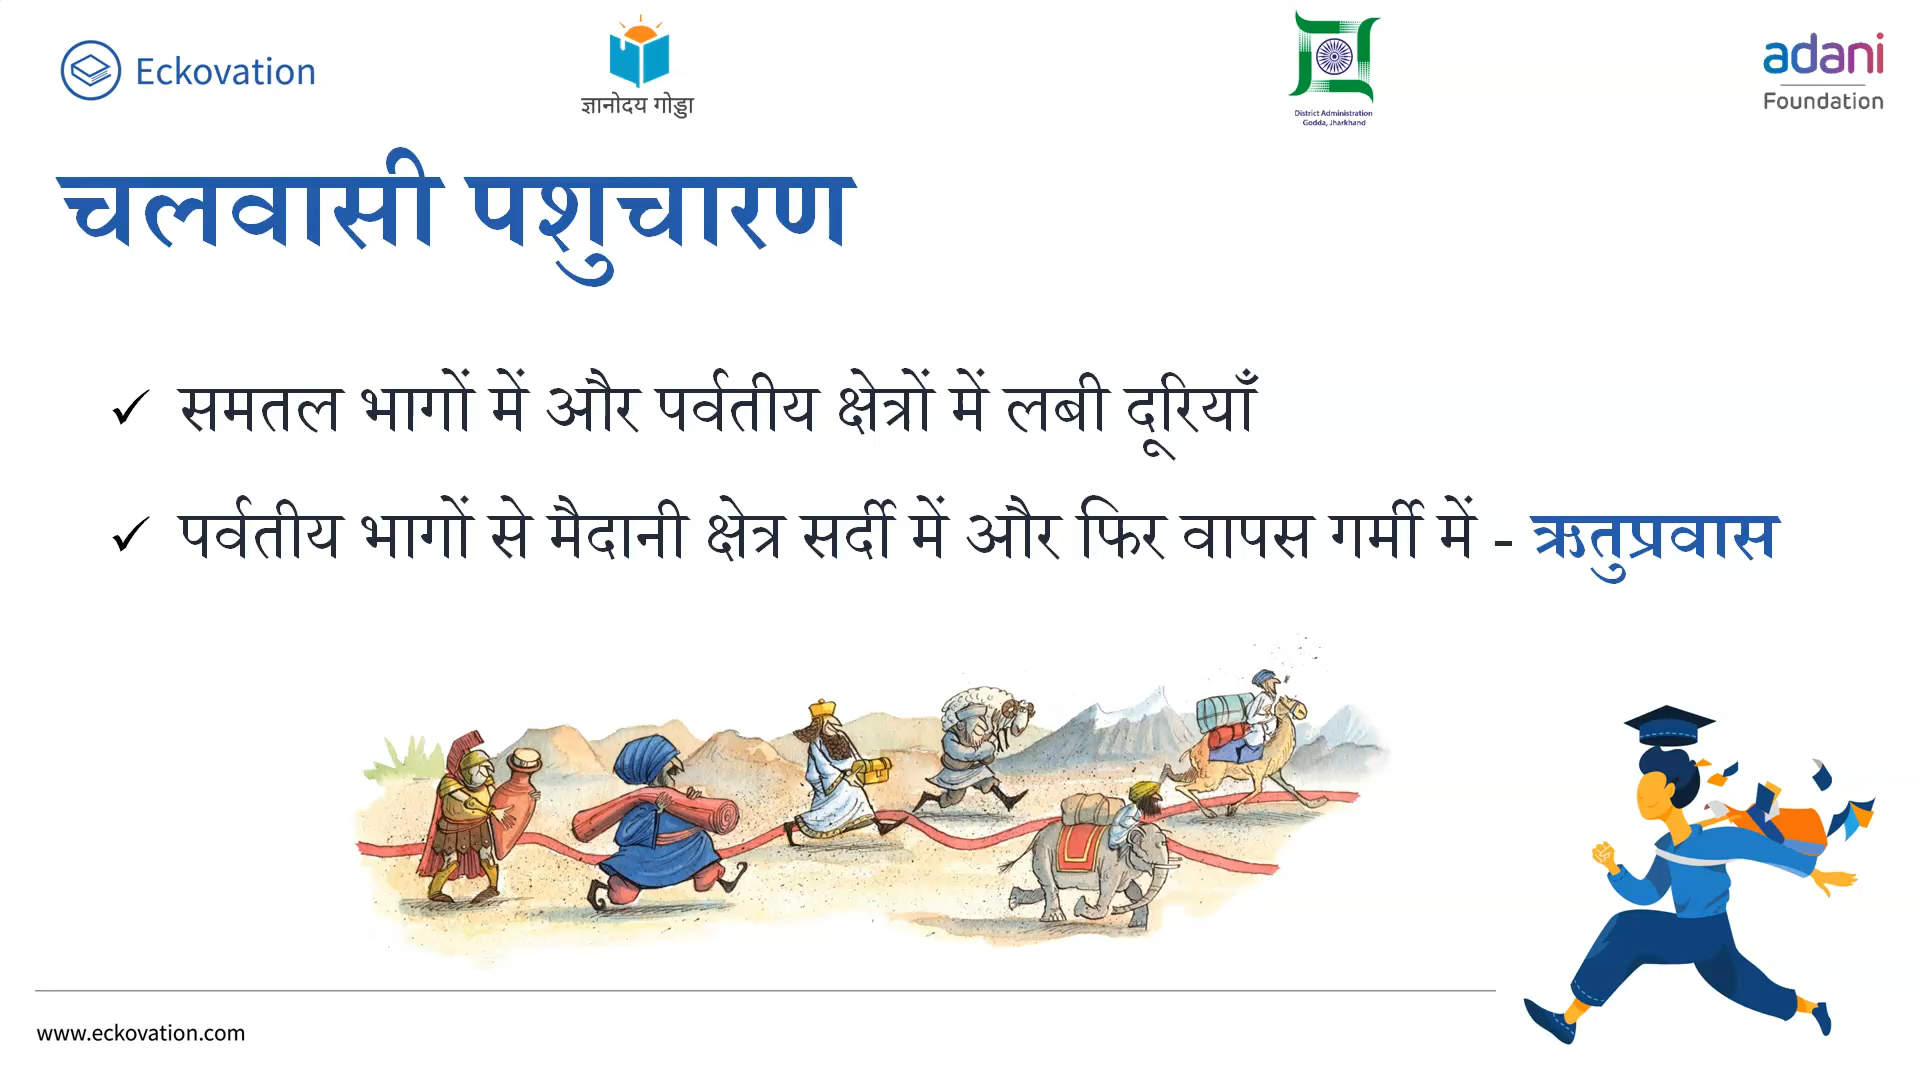 Eckovation
ज्ञानोदय गोड्डा
District Administration
Godda, Jharkhand
adani
Foundation
चलवासी पशुचारण
✓ समतल भागों में और पर्वतीय क्षेत्रों में लबी दूरियाँ
✓ पर्वतीय भागों से मैदानी क्षेत्र सर्दी में और फिर वापस गर्मी में - ऋतुप्रवास
www.eckovation.com